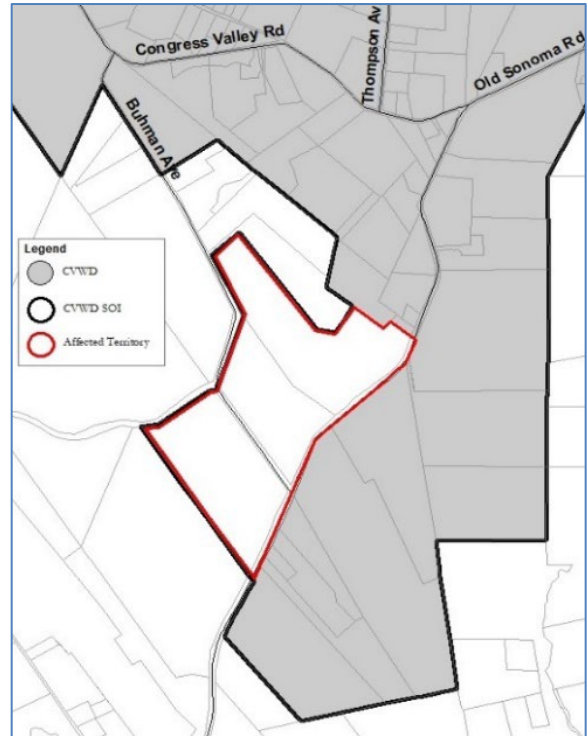 Congress Valley Rd
Thompson Av
Old Sonoma Rd
Buhman Ave
Legend
CVWD
CVWD SOI
Affected Territory